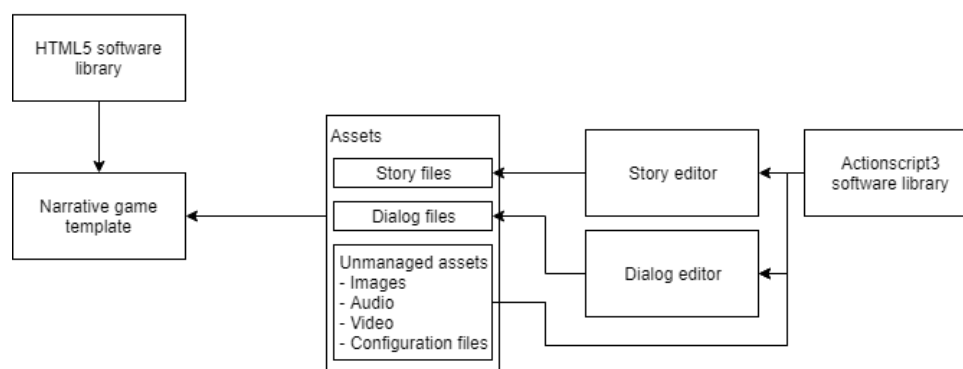 HTML5 software
library
Assets
Story files
Story editor
Actionscript3
software library
Narrative game
template
Dialog files
Unmanaged assets
- Images
- Audio
- Video
- Configuration files
Dialog editor